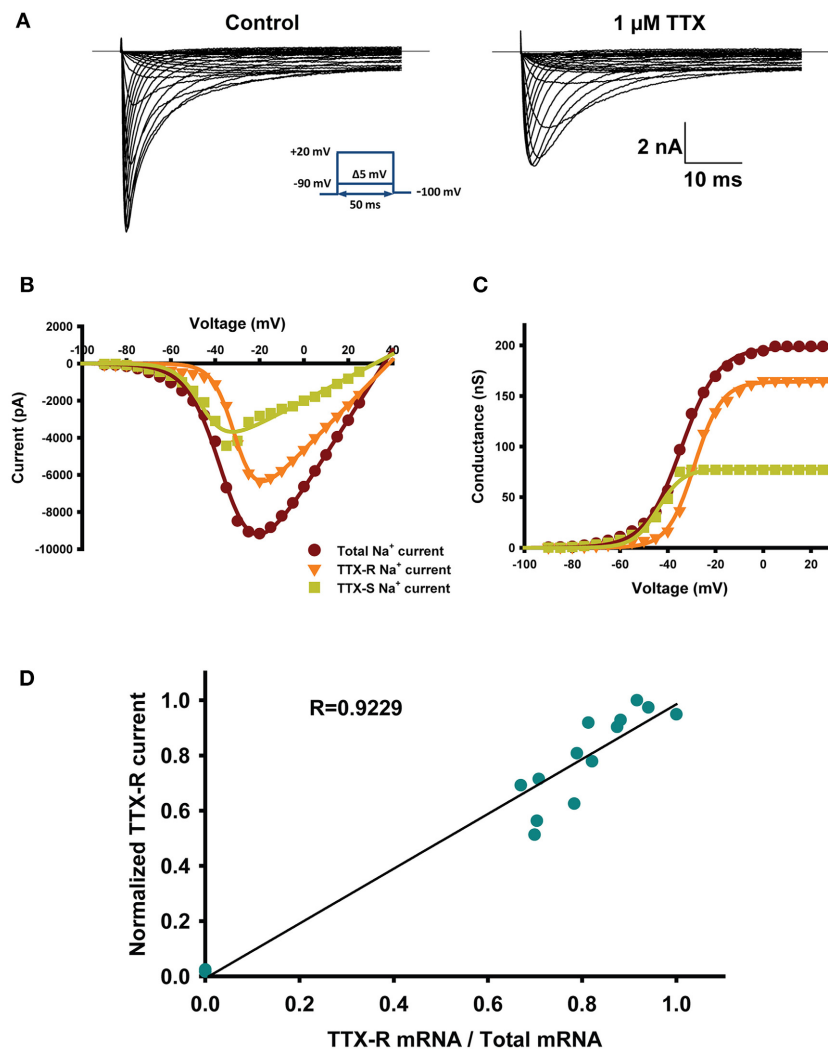 A
Control
1 µM TTX
+20 mV
-90 mV
Δ5 mV
-100 mV
50 ms
2 nA
10 ms
B
Voltage (mV)
-100 -80 -60 -40 -20 0 20 40
2000
0
-2000
-4000
-6000
-8000
-10000
Current (pA)
Total Na⁺ current
TTX-R Na⁺ current
TTX-S Na⁺ current
C
200
150
100
50
0
Conductance (nS)
-100 -80 -60 -40 -20 0 20
Voltage (mV)
D
R=0.9229
1.0
0.8
0.6
0.4
0.2
0.0
Normalized TTX-R current
0.0 0.2 0.4 0.6 0.8 1.0
TTX-R mRNA / Total mRNA